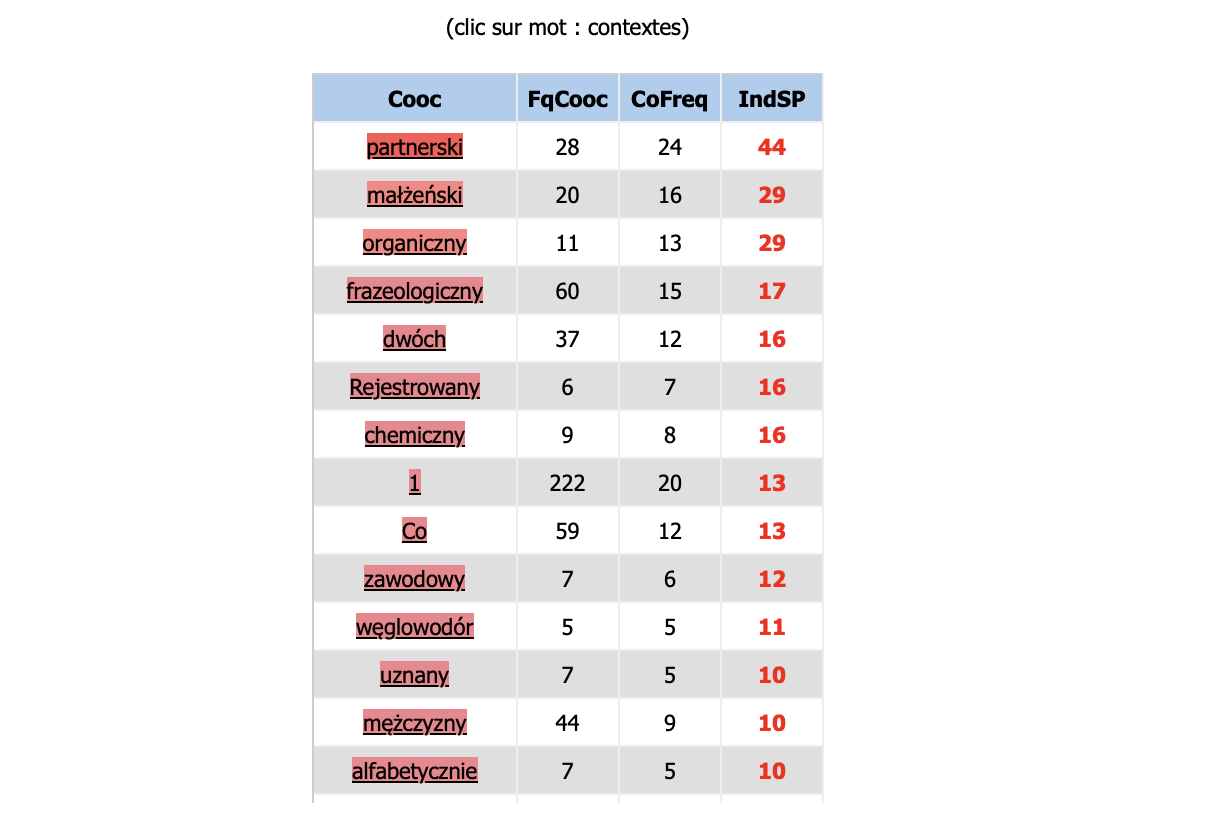 (clic sur mot : contextes)
Cooc FqCooc CoFreq IndSP
partnerski 28 24 44
małżeński 20 16 29
organiczny 11 13 29
frazeologiczny 60 15 17
dwóch 37 12 16
Rejestrowany 6 7 16
chemiczny 9 8 16
1 222 20 13
Co 59 12 13
zawodowy 7 6 12
węglowodór 5 5 11
uznany 7 5 10
mężczyzny 44 9 10
alfabetycznie 7 5 10